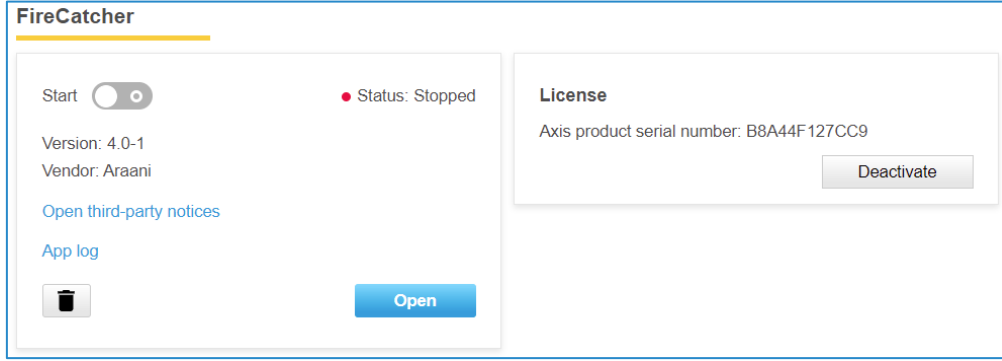 FireCatcher
Start
Status: Stopped
Version: 4.0-1
Vendor: Araani
Open third-party notices
App log
Open
License
Axis product serial number: B8A44F127CC9
Deactivate